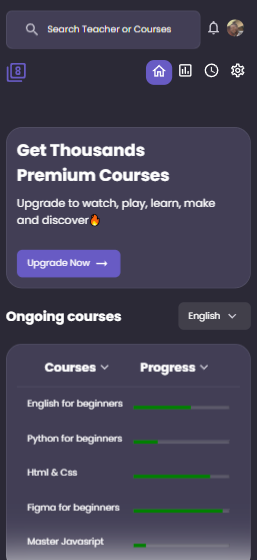 Search Teacher or Courses
8
Get Thousands
Premium Courses
Upgrade to watch, play, learn, make
and discover🔥
Upgrade Now →
Ongoing courses
English
Courses
Progress
English for beginners
Python for beginners
Html & Css
Figma for beginners
Master Javasript